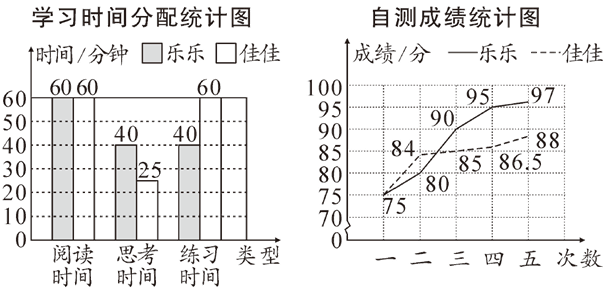 学习时间分配统计图
时间/分钟 乐乐 佳佳
60 60 60
60
50
40 40 40
30 25
20
10
0
阅读时间 思考时间 练习时间 类型
自测成绩统计图
成绩/分 乐乐 佳佳
100
95 95 97
90 90
85 84 85 86.5 88
80 80
75 75
70
0
一 二 三 四 五 次数